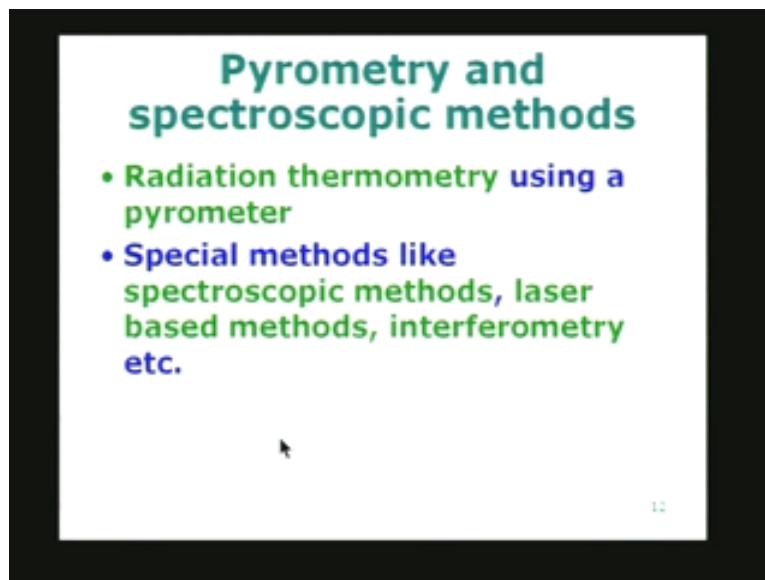 Pyrometry and
spectroscopic methods
• Radiation thermometry using a
pyrometer
• Special methods like
spectroscopic methods, laser
based methods, interferometry
etc.
12